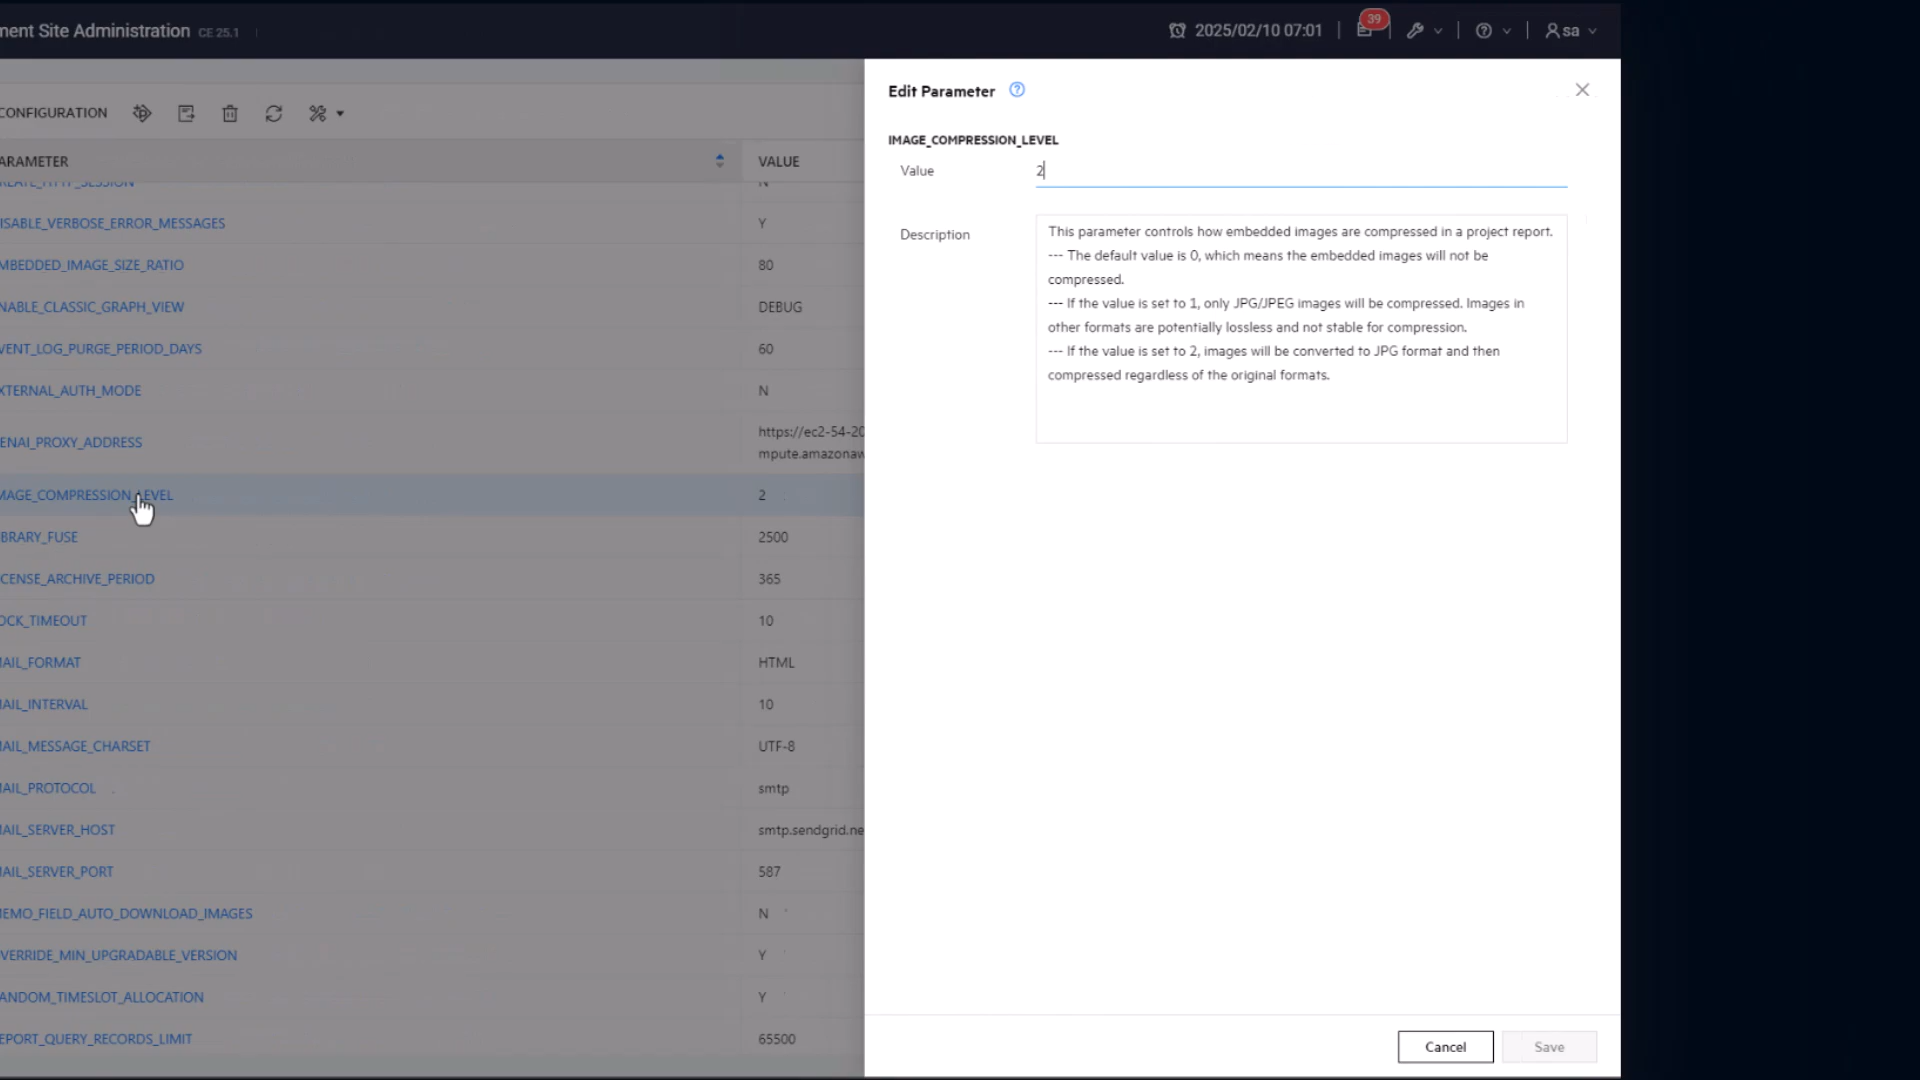 ment Site Administration CE 25.1
2025/02/10 07:01
39
sa
CONFIGURATION
ARAMETER VALUE
REATE_HTTP_SESSION N
ISABLE_VERBOSE_ERROR_MESSAGES Y
MBEDDED_IMAGE_SIZE_RATIO 80
NABLE_CLASSIC_GRAPH_VIEW DEBUG
VENT_LOG_PURGE_PERIOD_DAYS 60
XTERNAL_AUTH_MODE N
ENAI_PROXY_ADDRESS https://ec2-54-20
mpute.amazonaw
MAGE_COMPRESSION_LEVEL 2
BRARY_FUSE 2500
CENSE_ARCHIVE_PERIOD 365
OCK_TIMEOUT 10
AIL_FORMAT HTML
AIL_INTERVAL 10
AIL_MESSAGE_CHARSET UTF-8
AIL_PROTOCOL smtp
AIL_SERVER_HOST smtp.sendgrid.ne
AIL_SERVER_PORT 587
EMO_FIELD_AUTO_DOWNLOAD_IMAGES N
VERRIDE_MIN_UPGRADABLE_VERSION Y
ANDOM_TIMESLOT_ALLOCATION Y
EPORT_QUERY_RECORDS_LIMIT 65500
Edit Parameter
IMAGE_COMPRESSION_LEVEL
Value 2
Description
This parameter controls how embedded images are compressed in a project report.
--- The default value is 0, which means the embedded images will not be
compressed.
--- If the value is set to 1, only JPG/JPEG images will be compressed. Images in
other formats are potentially lossless and not stable for compression.
--- If the value is set to 2, images will be converted to JPG format and then
compressed regardless of the original formats.
Cancel Save